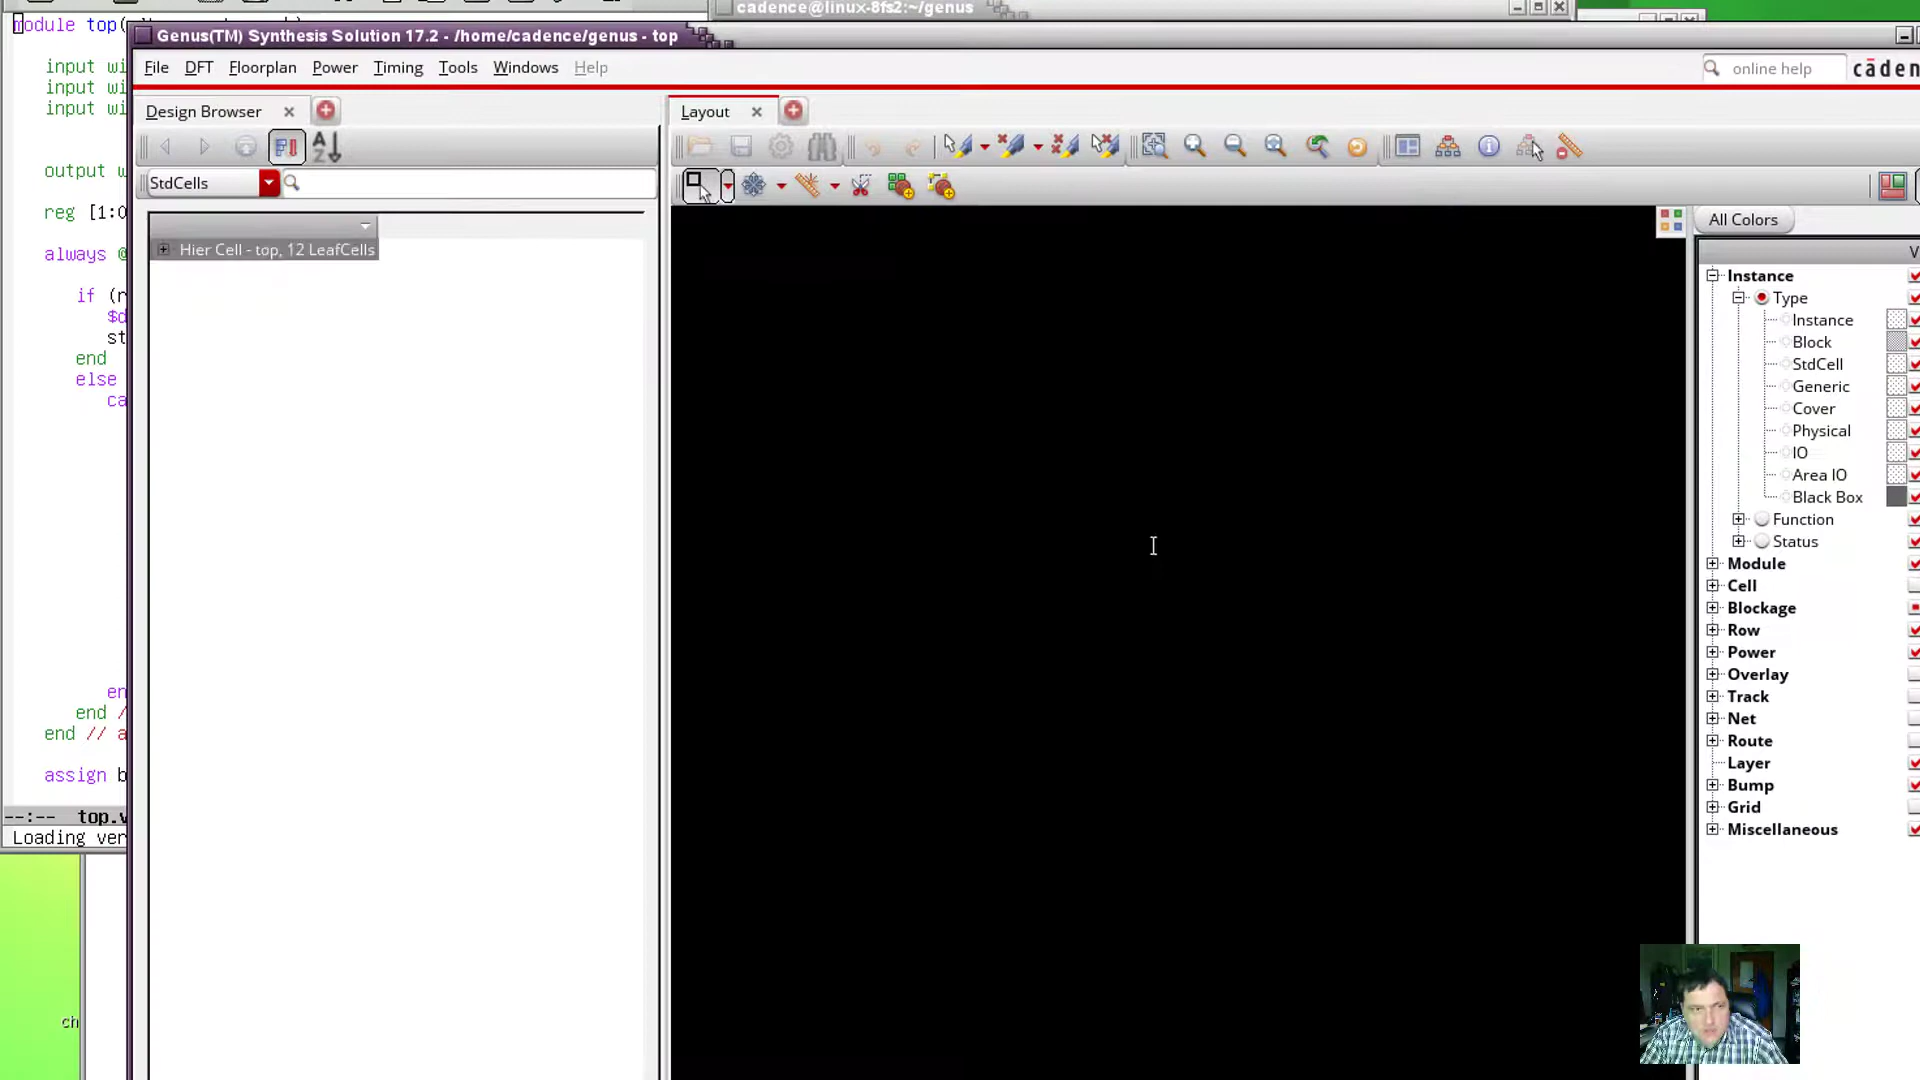 cadence@linux-8fs2:~/genus
module top(
Genus(TM) Synthesis Solution 17.2 - /home/cadence/genus - top
File DFT Floorplan Power Timing Tools Windows Help
online help
cāden
input wi
input wi
input wi
Design Browser
Layout
output w
StdCells
reg [1:0
All Colors
Hier Cell - top, 12 LeafCells
V
always @
Instance
Type
if (r
Instance
$d
Block
st
end
StdCell
else
Generic
ca
Cover
Physical
IO
Area IO
Black Box
Function
Status
Module
Cell
Blockage
Row
Power
Overlay
Track
en
Net
end /
end // a
Route
Layer
assign b
Bump
Grid
--:-- top.v
Miscellaneous
Loading ver
ch